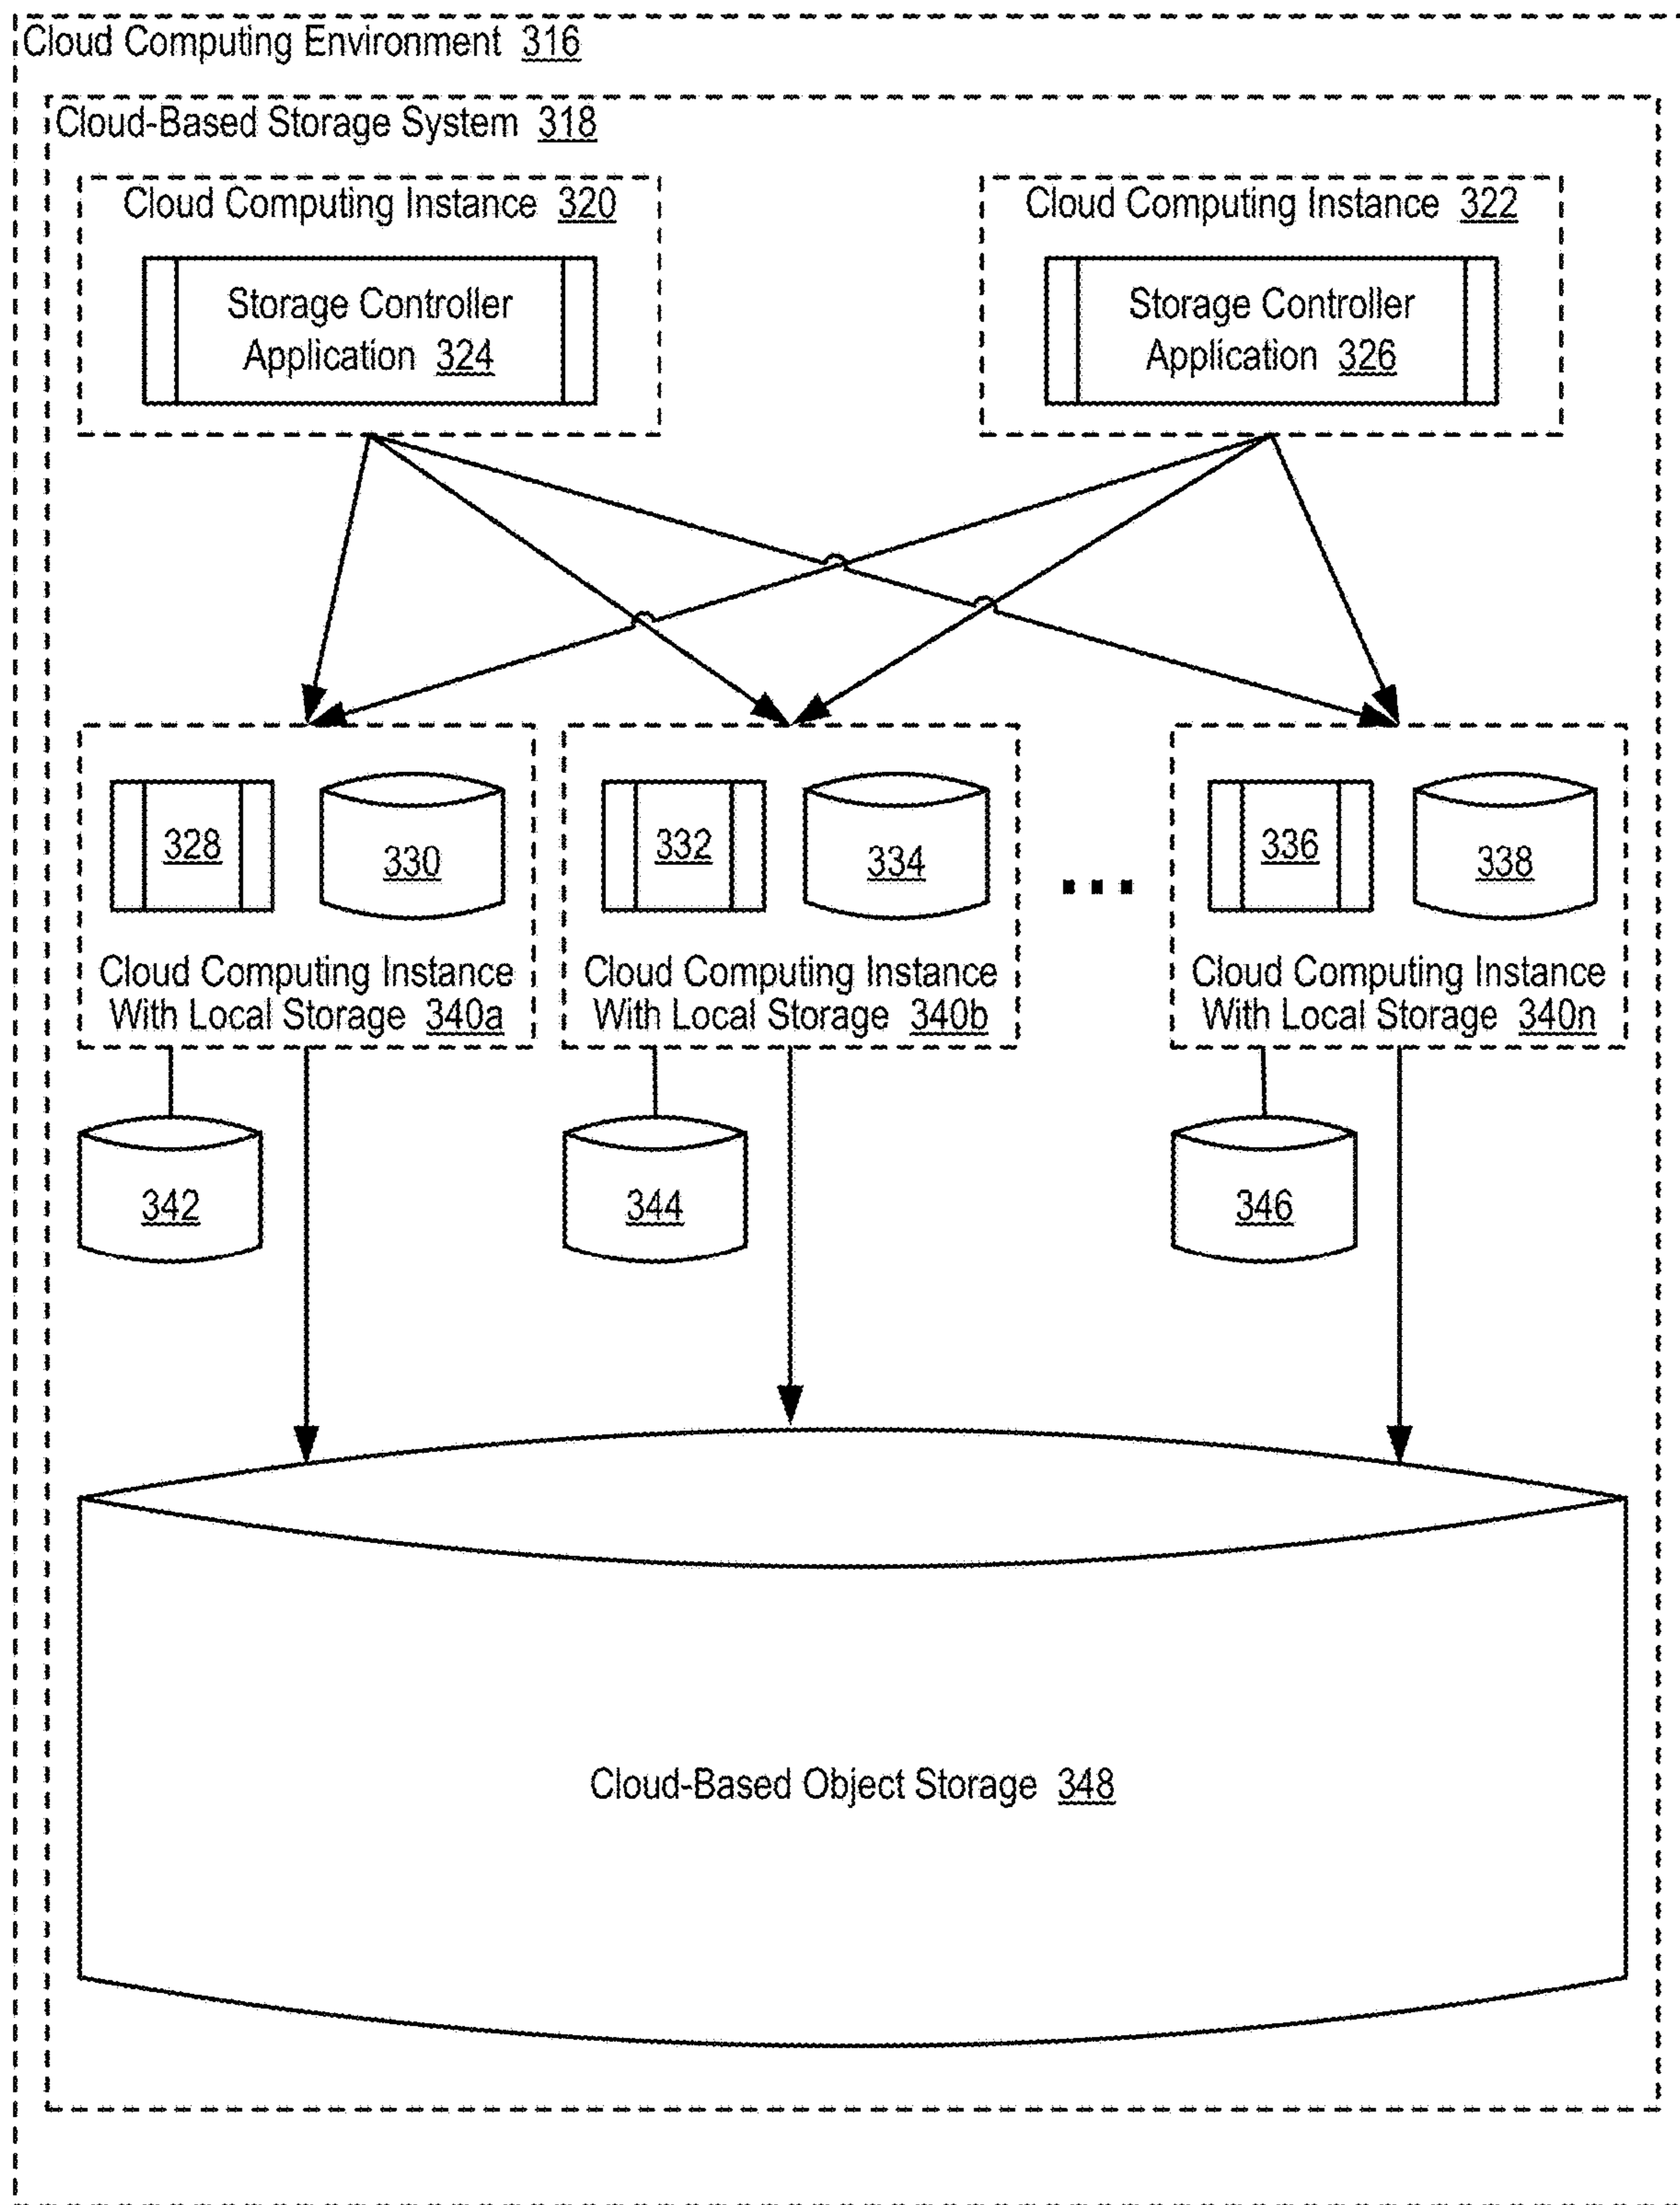 Cloud Computing Environment 316
Cloud-Based Storage System 318
Cloud Computing Instance 320
Storage Controller
Application 324
Cloud Computing Instance 322
Storage Controller
Application 326
328
330
Cloud Computing Instance
With Local Storage 340a
332
334
Cloud Computing Instance
With Local Storage 340b
...
336
338
Cloud Computing Instance
With Local Storage 340n
342
344
346
Cloud-Based Object Storage 348